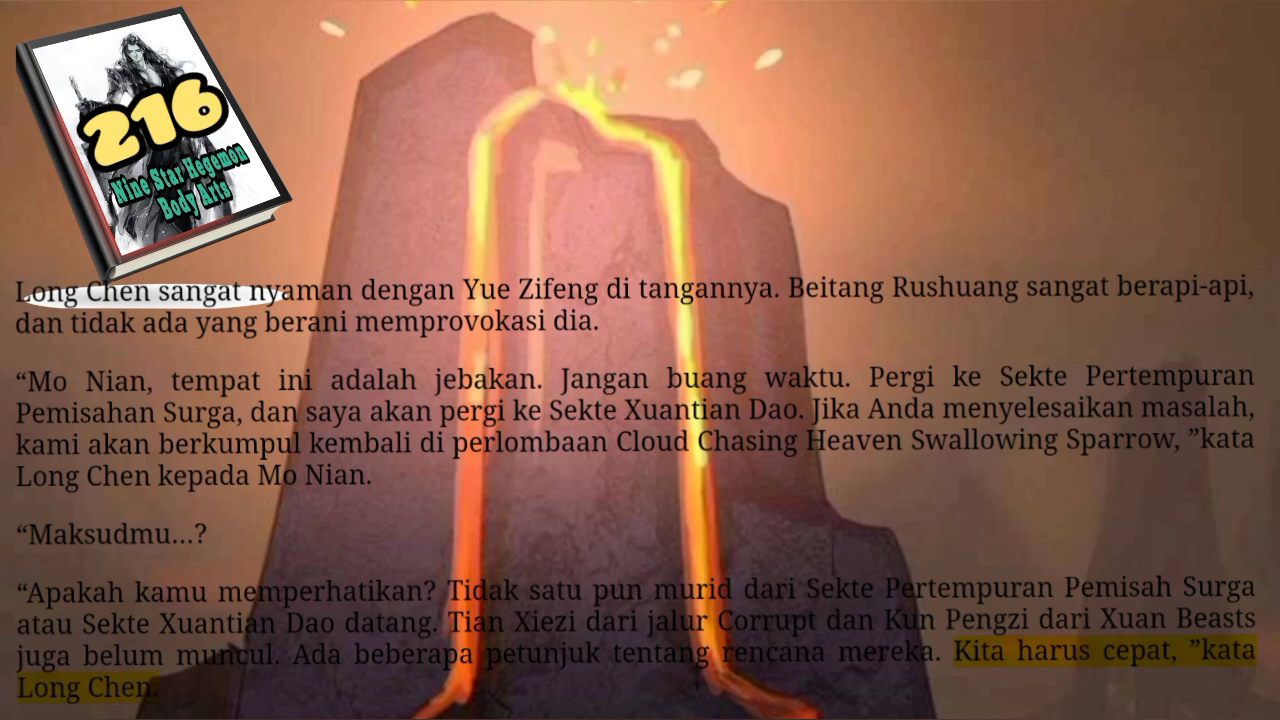 216
Nine Star Hegemon
Body Arts
Long Chen sangat nyaman dengan Yue Zifeng di tangannya. Beitang Rushuang sangat berapi-api,
dan tidak ada yang berani memprovokasi dia.
“Mo Nian, tempat ini adalah jebakan. Jangan buang waktu. Pergi ke Sekte Pertempuran
Pemisahan Surga, dan saya akan pergi ke Sekte Xuantian Dao. Jika Anda menyelesaikan masalah,
kami akan berkumpul kembali di perlombaan Cloud Chasing Heaven Swallowing Sparrow, ”kata
Long Chen kepada Mo Nian.
“Maksudmu...?
“Apakah kamu memperhatikan? Tidak satu pun murid dari Sekte Pertempuran Pemisah Surga
atau Sekte Xuantian Dao datang. Tian Xiezi dari jalur Corrupt dan Kun Pengzi dari Xuan Beasts
juga belum muncul. Ada beberapa petunjuk tentang rencana mereka. Kita harus cepat, ”kata
Long Chen.